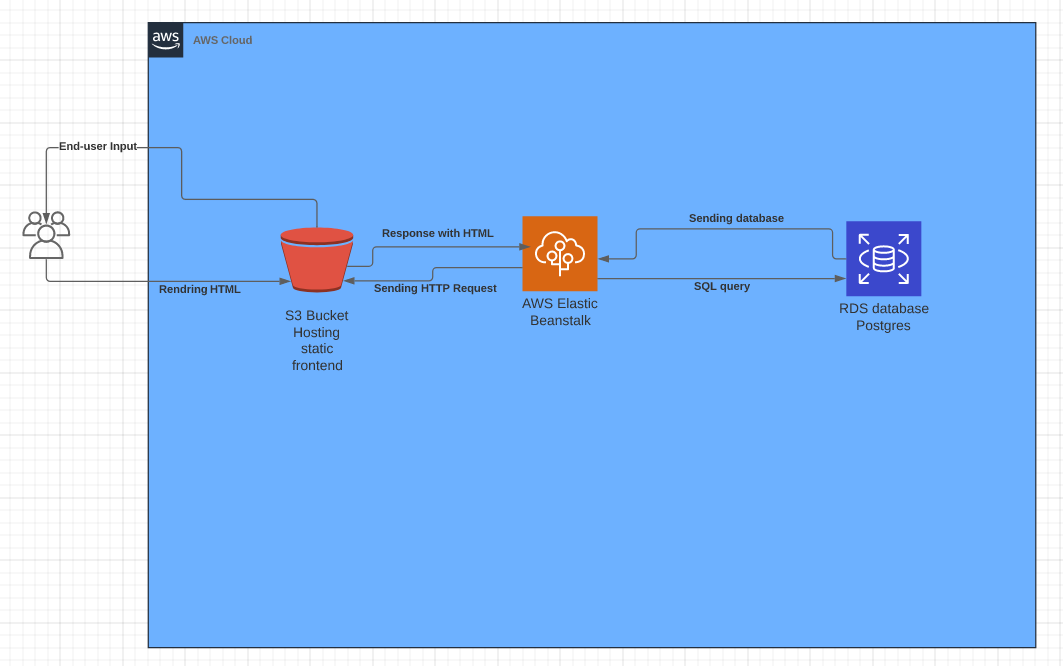 aws
AWS Cloud
End-user Input
Sending database
Response with HTML
Rendring HTML
Sending HTTP Request
SQL query
AWS Elastic
Beanstalk
RDS database
Postgres
S3 Bucket
Hosting
static
frontend